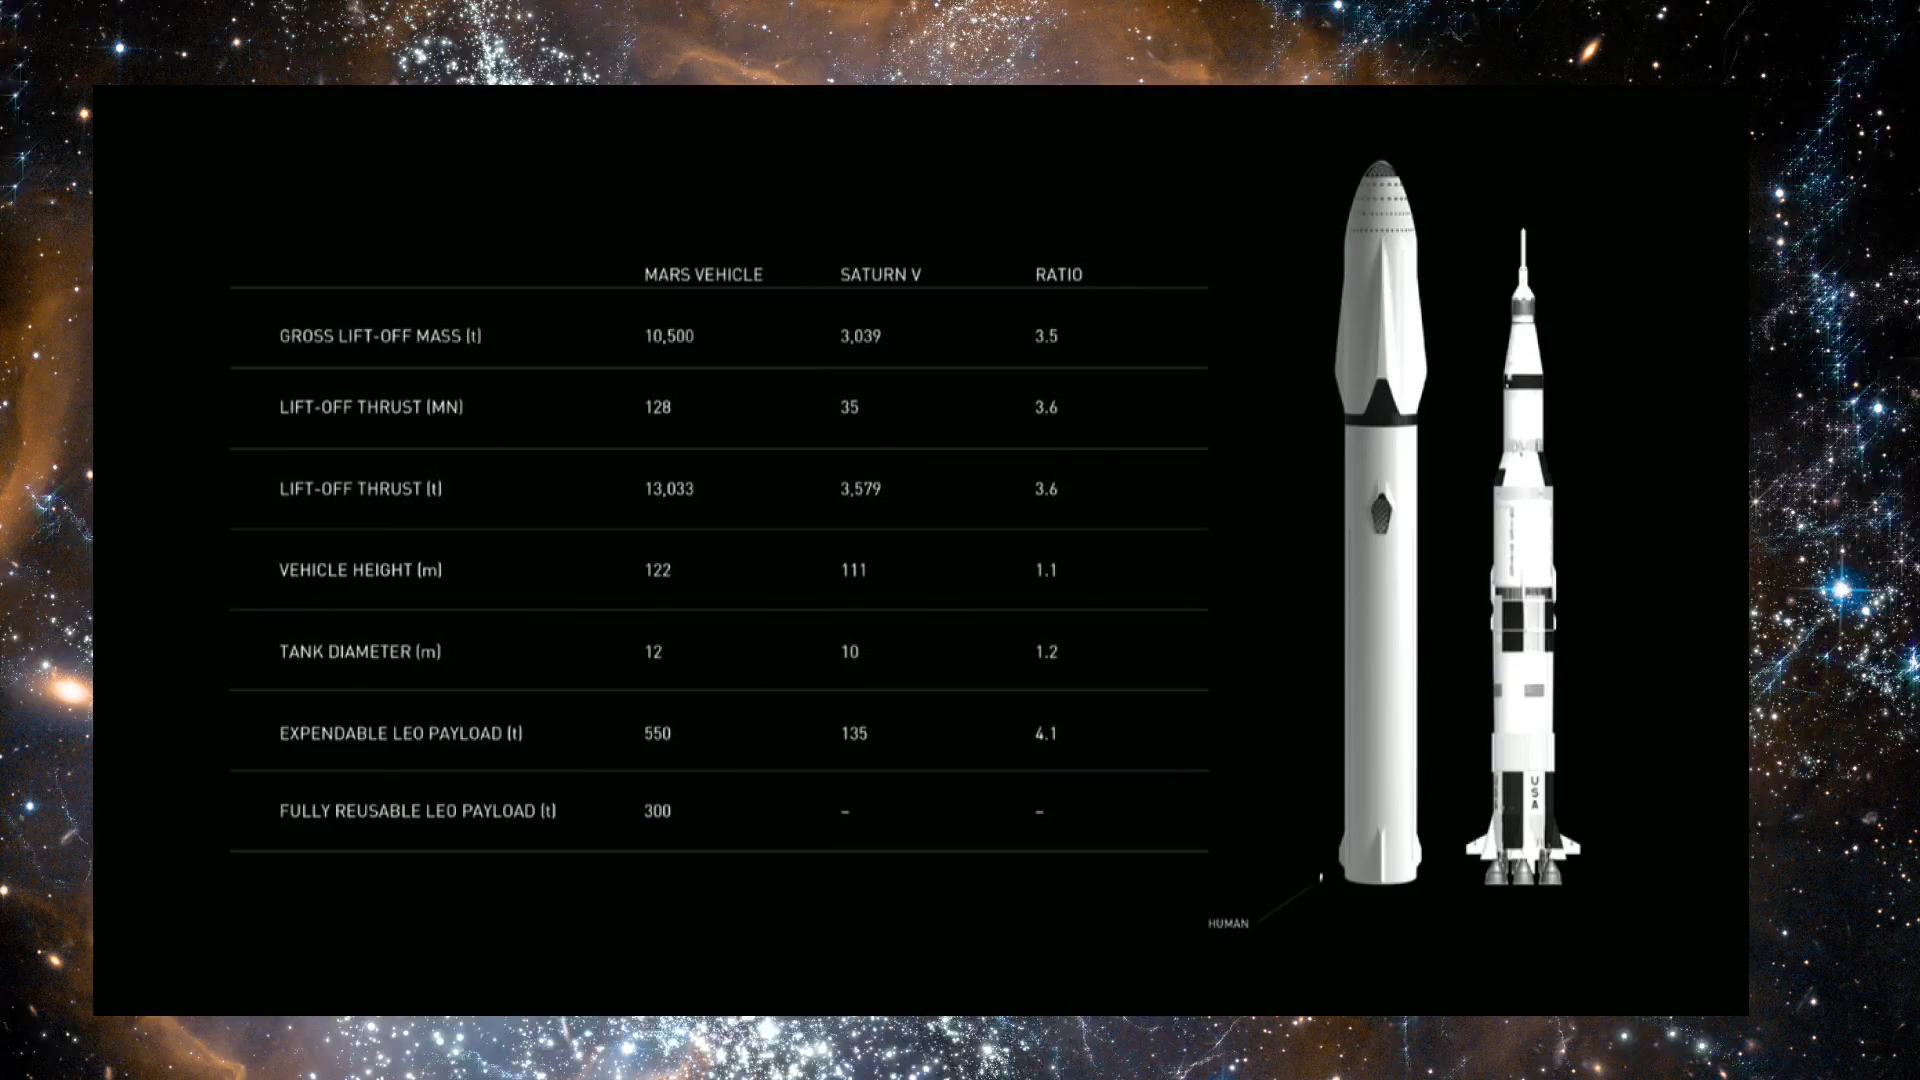 MARS VEHICLE SATURN V RATIO
GROSS LIFT-OFF MASS (t) 10,500 3,039 3.5
LIFT-OFF THRUST (MN) 128 35 3.6
LIFT-OFF THRUST (t) 13,033 3,579 3.6
VEHICLE HEIGHT (m) 122 111 1.1
TANK DIAMETER (m) 12 10 1.2
EXPENDABLE LEO PAYLOAD (t) 550 135 4.1
FULLY REUSABLE LEO PAYLOAD (t) 300 – –
USA
HUMAN